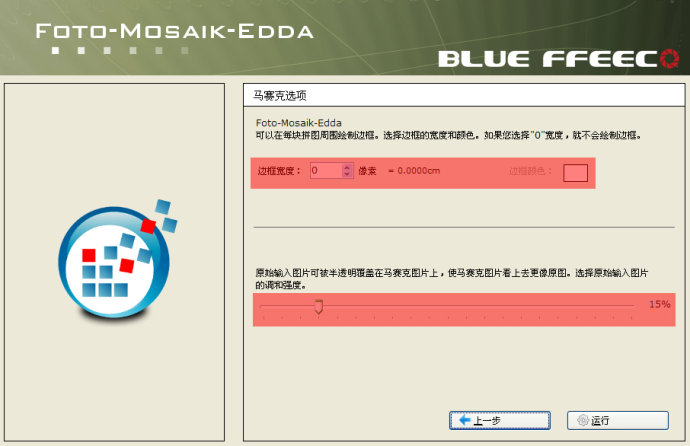 Foto-Mosaik-Edda
BLUE FFEECO
马赛克选项
Foto-Mosaik-Edda
可以在每块拼图周围绘制边框。选择边框的宽度和颜色。如果您选择"0"宽度，就不会绘制边框。
边框宽度： 0 像素 = 0.0000cm 边框颜色：
原始输入图片可被半透明覆盖在马赛克图片上，使马赛克图片看上去更像原图。选择原始输入图片
的调和强度。
15%
上一步 运行